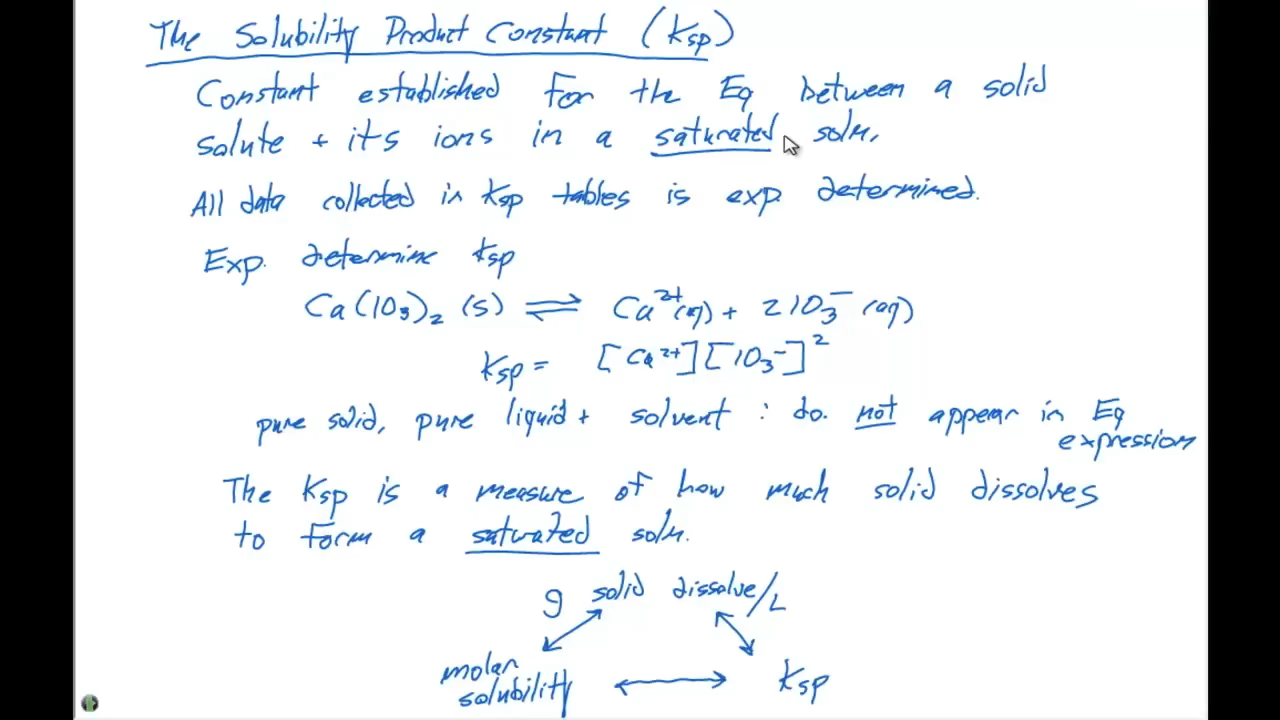 The Solubility Product Constant (Ksp)
Constant established for the Eq between a solid
solute + it's ions in a saturated soln.
All data collected in Ksp tables is exp. determined.
Exp. determine Ksp
Ca(IO₃)₂ (s) ⇌ Ca²⁺(aq) + 2IO₃⁻ (aq)
Ksp = [Ca²⁺][IO₃⁻]²
pure solid, pure liquid + solvent : do not appear in Eq
expression
The Ksp is a measure of how much solid dissolves
to form a saturated soln.
g solid dissolve/L
molar
solubility ⟷ Ksp